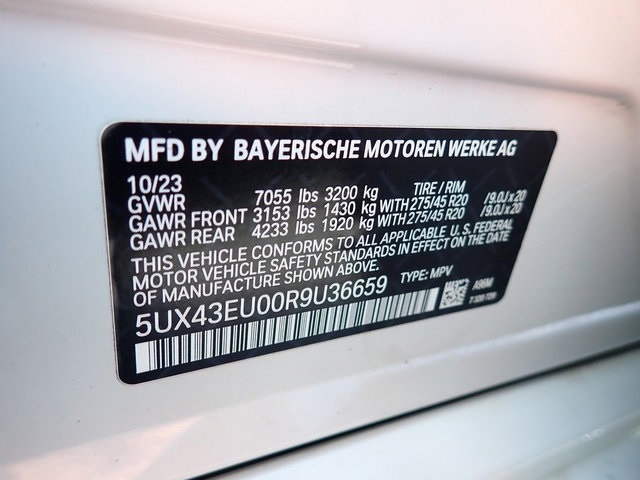 MFD BY BAYERISCHE MOTOREN WERKE AG
10/23 TIRE / RIM
GVWR 7055 lbs 3200 kg
GAWR FRONT 3153 lbs 1430 kg WITH 275/45 R20 /9.0J x 20
GAWR REAR 4233 lbs 1920 kg WITH 275/45 R20 /9.0J x 20
THIS VEHICLE CONFORMS TO ALL APPLICABLE U.S. FEDERAL
MOTOR VEHICLE SAFETY STANDARDS IN EFFECT ON THE DATE
OF MANUFACTURE SHOWN ABOVE. TYPE: MPV
5UX43EU00R9U36659
A96M